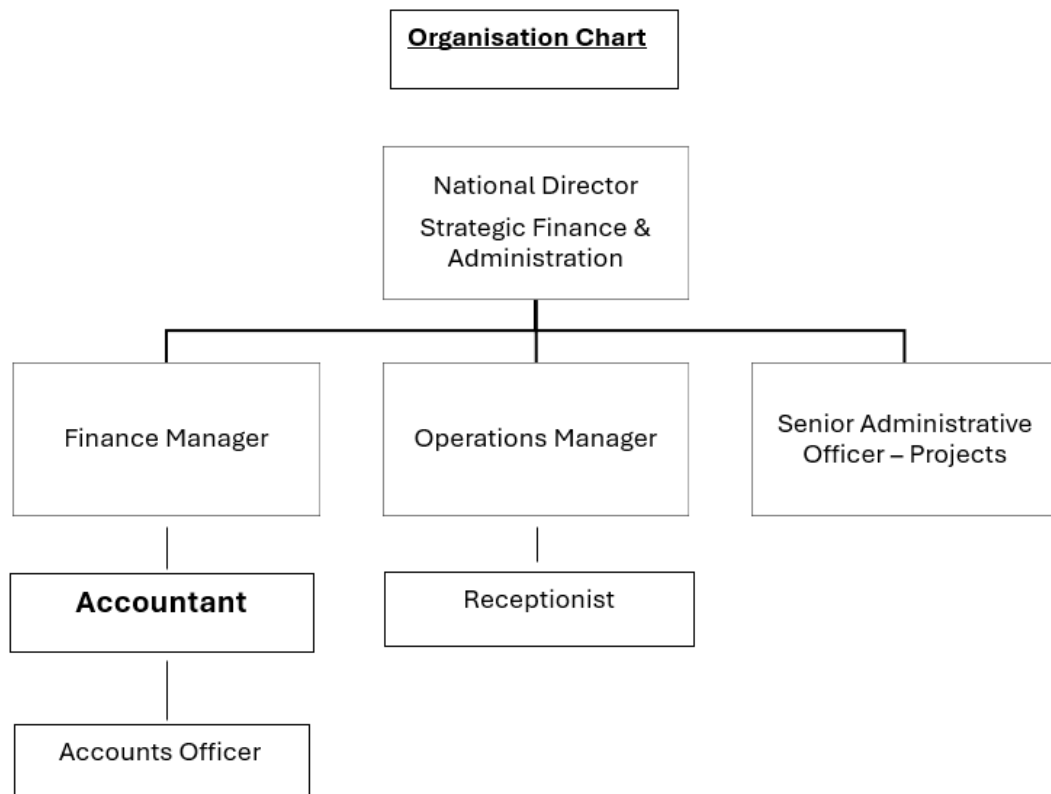 Organisation Chart
National Director
Strategic Finance &
Administration
Finance Manager
Operations Manager
Senior Administrative
Officer – Projects
Accountant
Receptionist
Accounts Officer